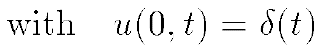 with u(0, t) = δ(t)